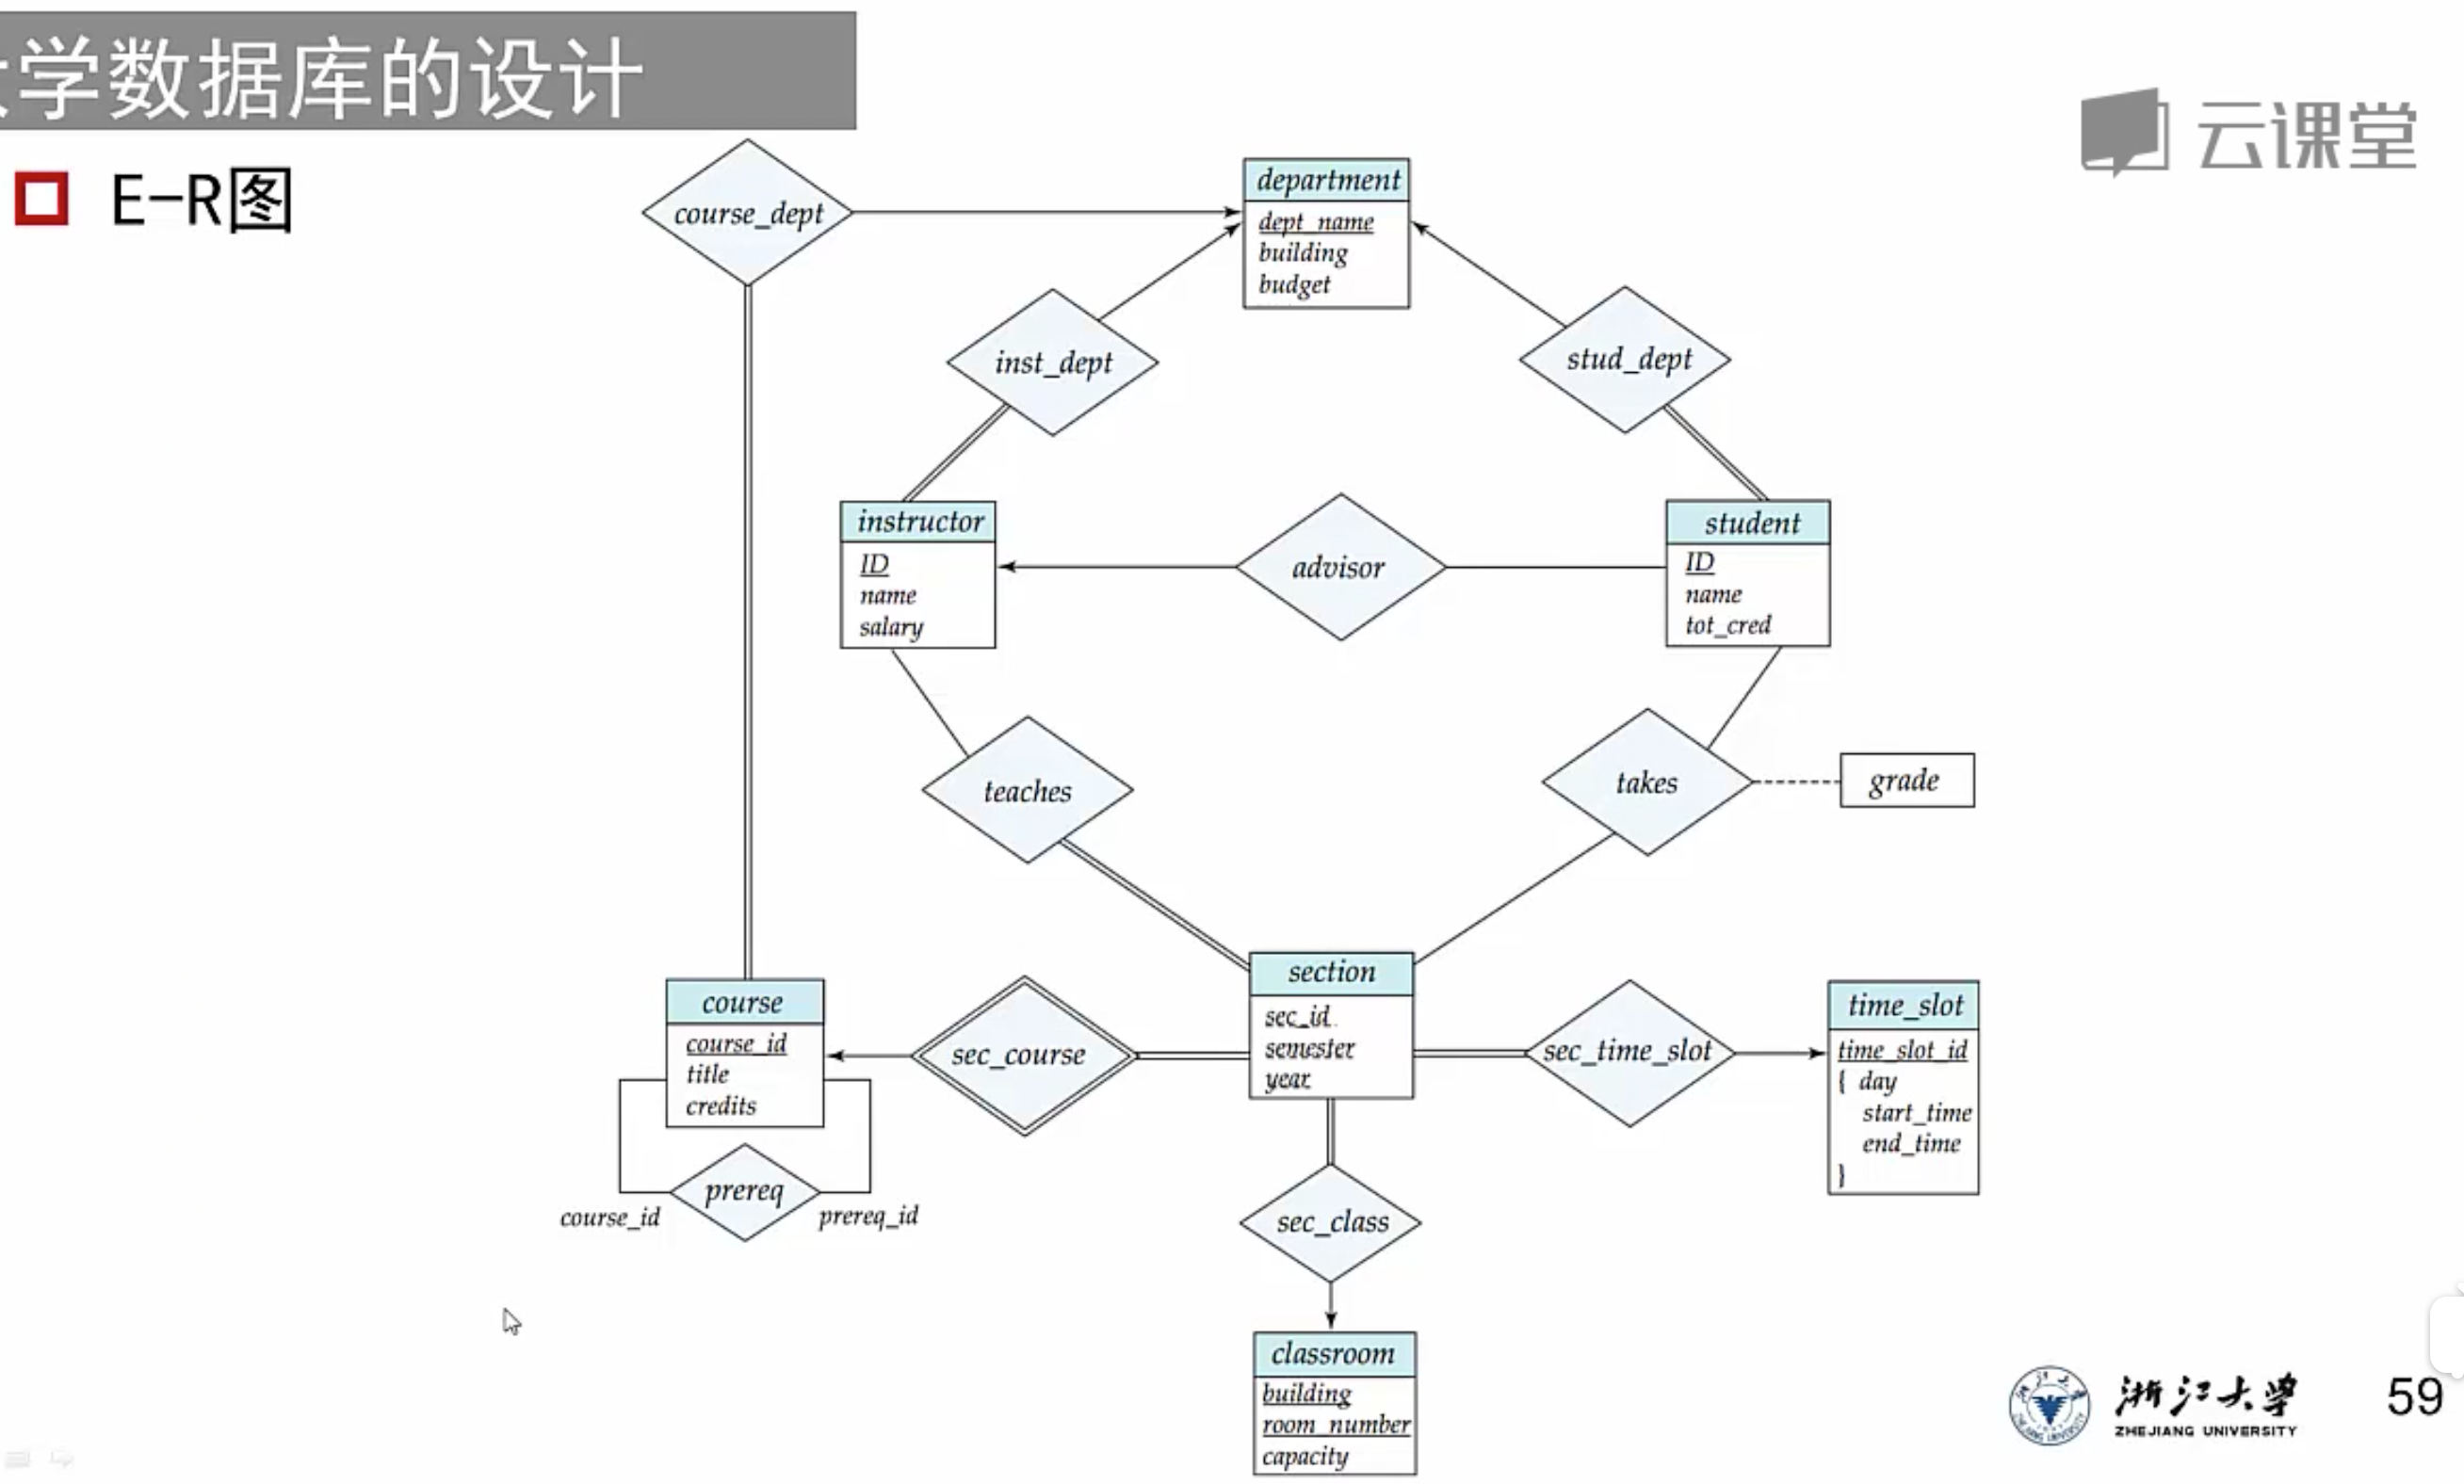 学数据库的设计
云课堂
E-R图
course_dept
department
dept_name
building
budget
inst_dept
stud_dept
instructor
ID
name
salary
advisor
student
ID
name
tot_cred
teaches
takes
grade
course
course_id
title
credits
sec_course
section
sec_id
semester
year
sec_time_slot
time_slot
time_slot_id
{ day
start_time
end_time
}
prereq
course_id
prereq_id
sec_class
classroom
building
room_number
capacity
浙江大学
ZHEJIANG UNIVERSITY
59